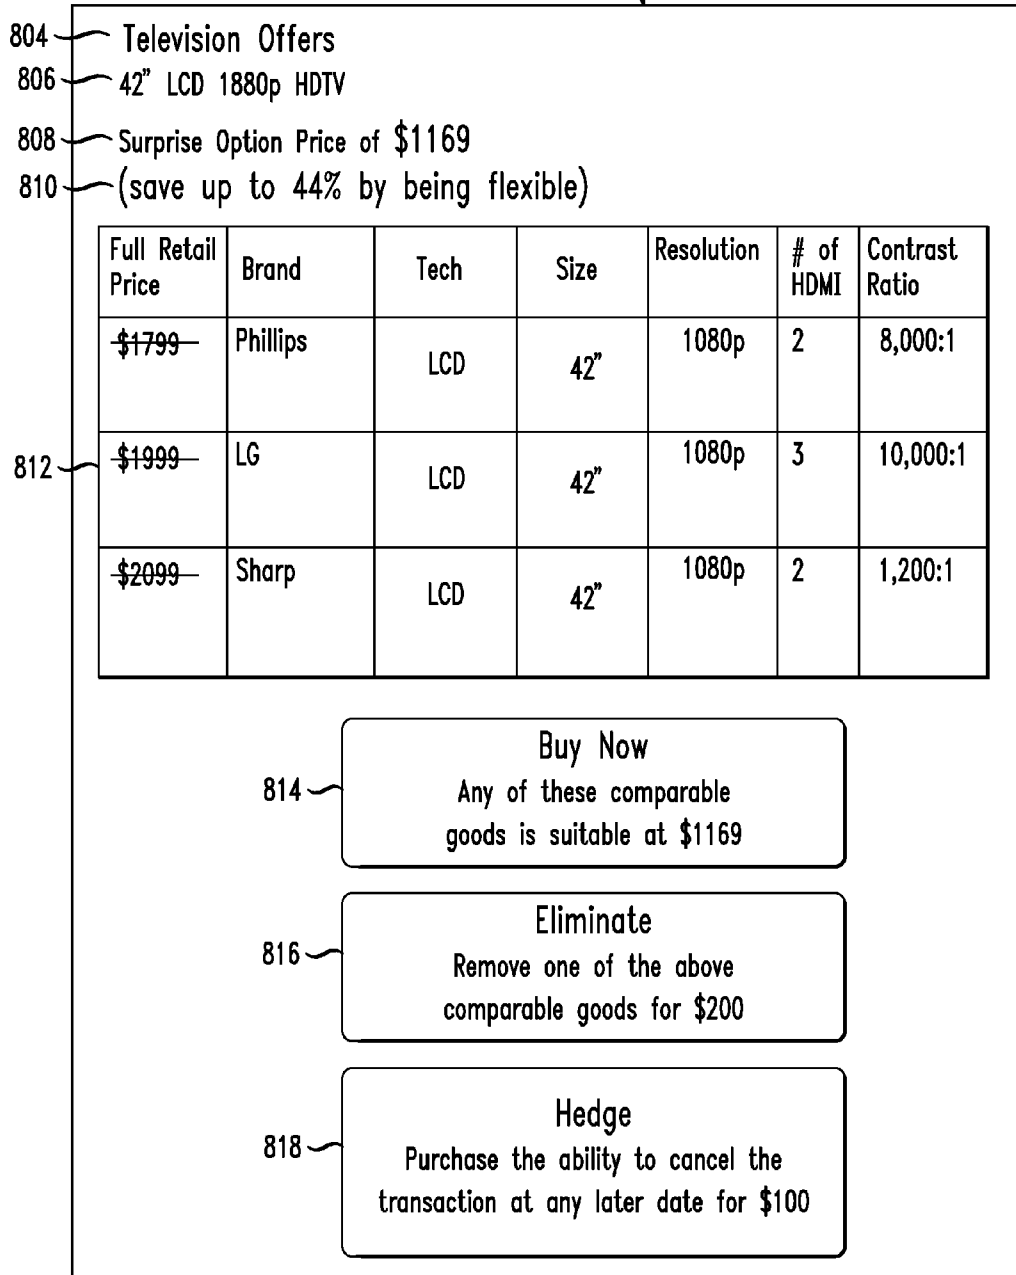 804 Television Offers
806 42" LCD 1880p HDTV
808 Surprise Option Price of $1169
810 (save up to 44% by being flexible)
Full Retail Price Brand Tech Size Resolution # of HDMI Contrast Ratio
$1799 Phillips LCD 42" 1080p 2 8,000:1
812 $1999 LG LCD 42" 1080p 3 10,000:1
$2099 Sharp LCD 42" 1080p 2 1,200:1
Buy Now
814 Any of these comparable
goods is suitable at $1169
Eliminate
816 Remove one of the above
comparable goods for $200
Hedge
818 Purchase the ability to cancel the
transaction at any later date for $100